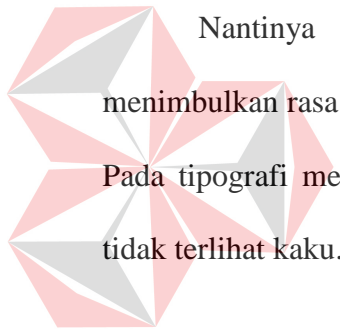 Nantinya
menimbulkan rasa
Pada tipografi me
tidak terlihat kaku.